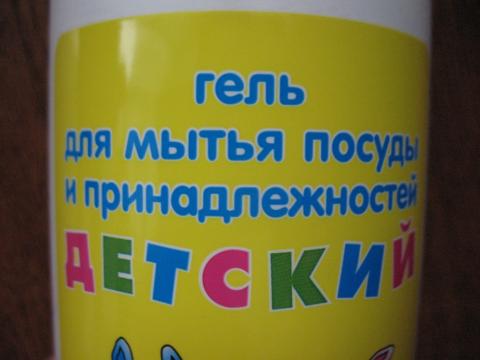 гель
для мытья посуды
и принадлежностей
ДЕТСКИЙ